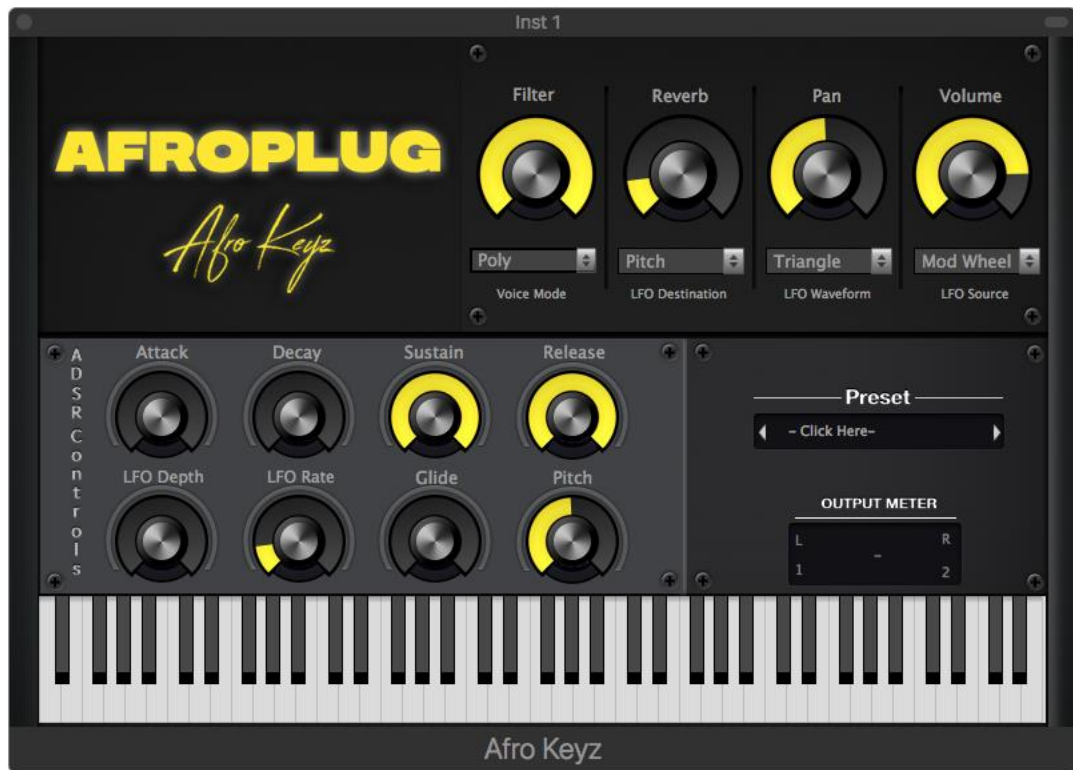 Inst 1
AFROPLUG
Afro Keyz
Filter
Reverb
Pan
Volume
Poly
Pitch
Triangle
Mod Wheel
Voice Mode
LFO Destination
LFO Waveform
LFO Source
ADSR Controls
Attack
Decay
Sustain
Release
LFO Depth
LFO Rate
Glide
Pitch
Preset
- Click Here-
OUTPUT METER
L
R
-
1
2
Afro Keyz